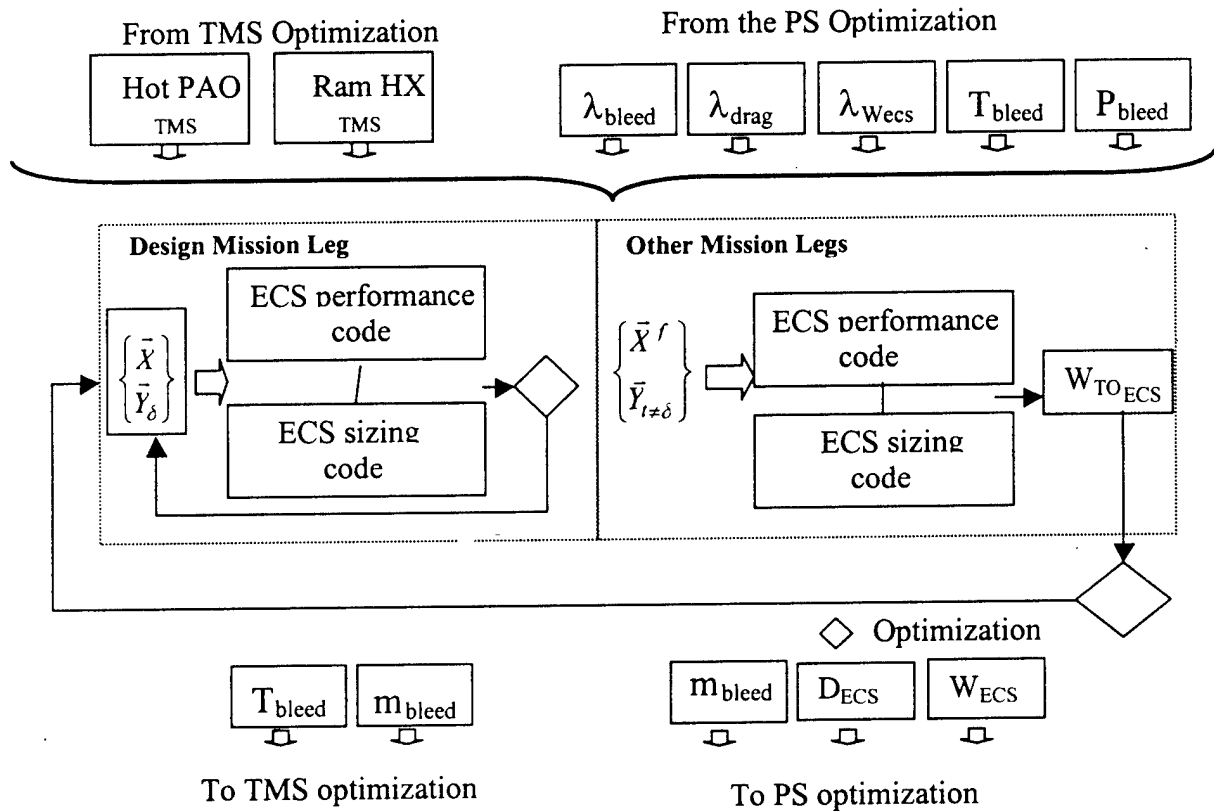 From TMS Optimization
From the PS Optimization
Hot PAO
TMS
Ram HX
TMS
λbleed
λdrag
λWecs
Tbleed
Pbleed
Design Mission Leg
Other Mission Legs
ECS performance
code
X⃗
Y⃗δ
ECS sizing
code
X⃗ f
Y⃗t≠δ
ECS performance
code
ECS sizing
code
WTOECS
Optimization
Tbleed
mbleed
mbleed
DECS
WECS
To TMS optimization
To PS optimization